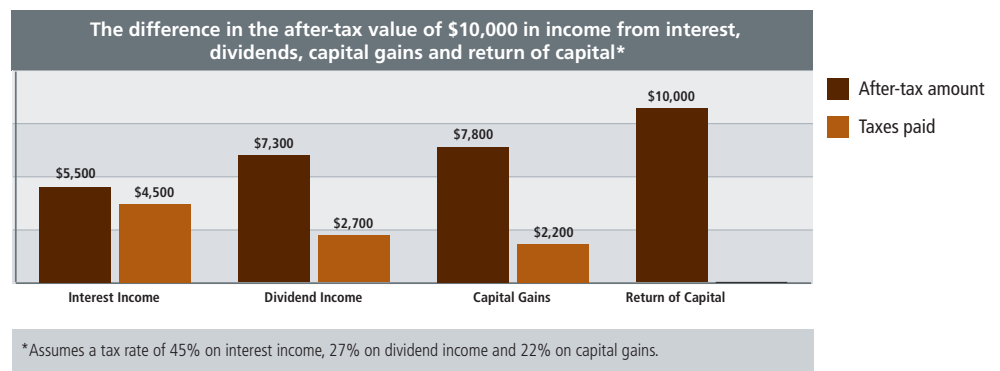 The difference in the after-tax value of $10,000 in income from interest,
dividends, capital gains and return of capital*
After-tax amount
Taxes paid
$5,500
$4,500
$7,300
$2,700
$7,800
$2,200
$10,000
Interest Income
Dividend Income
Capital Gains
Return of Capital
*Assumes a tax rate of 45% on interest income, 27% on dividend income and 22% on capital gains.